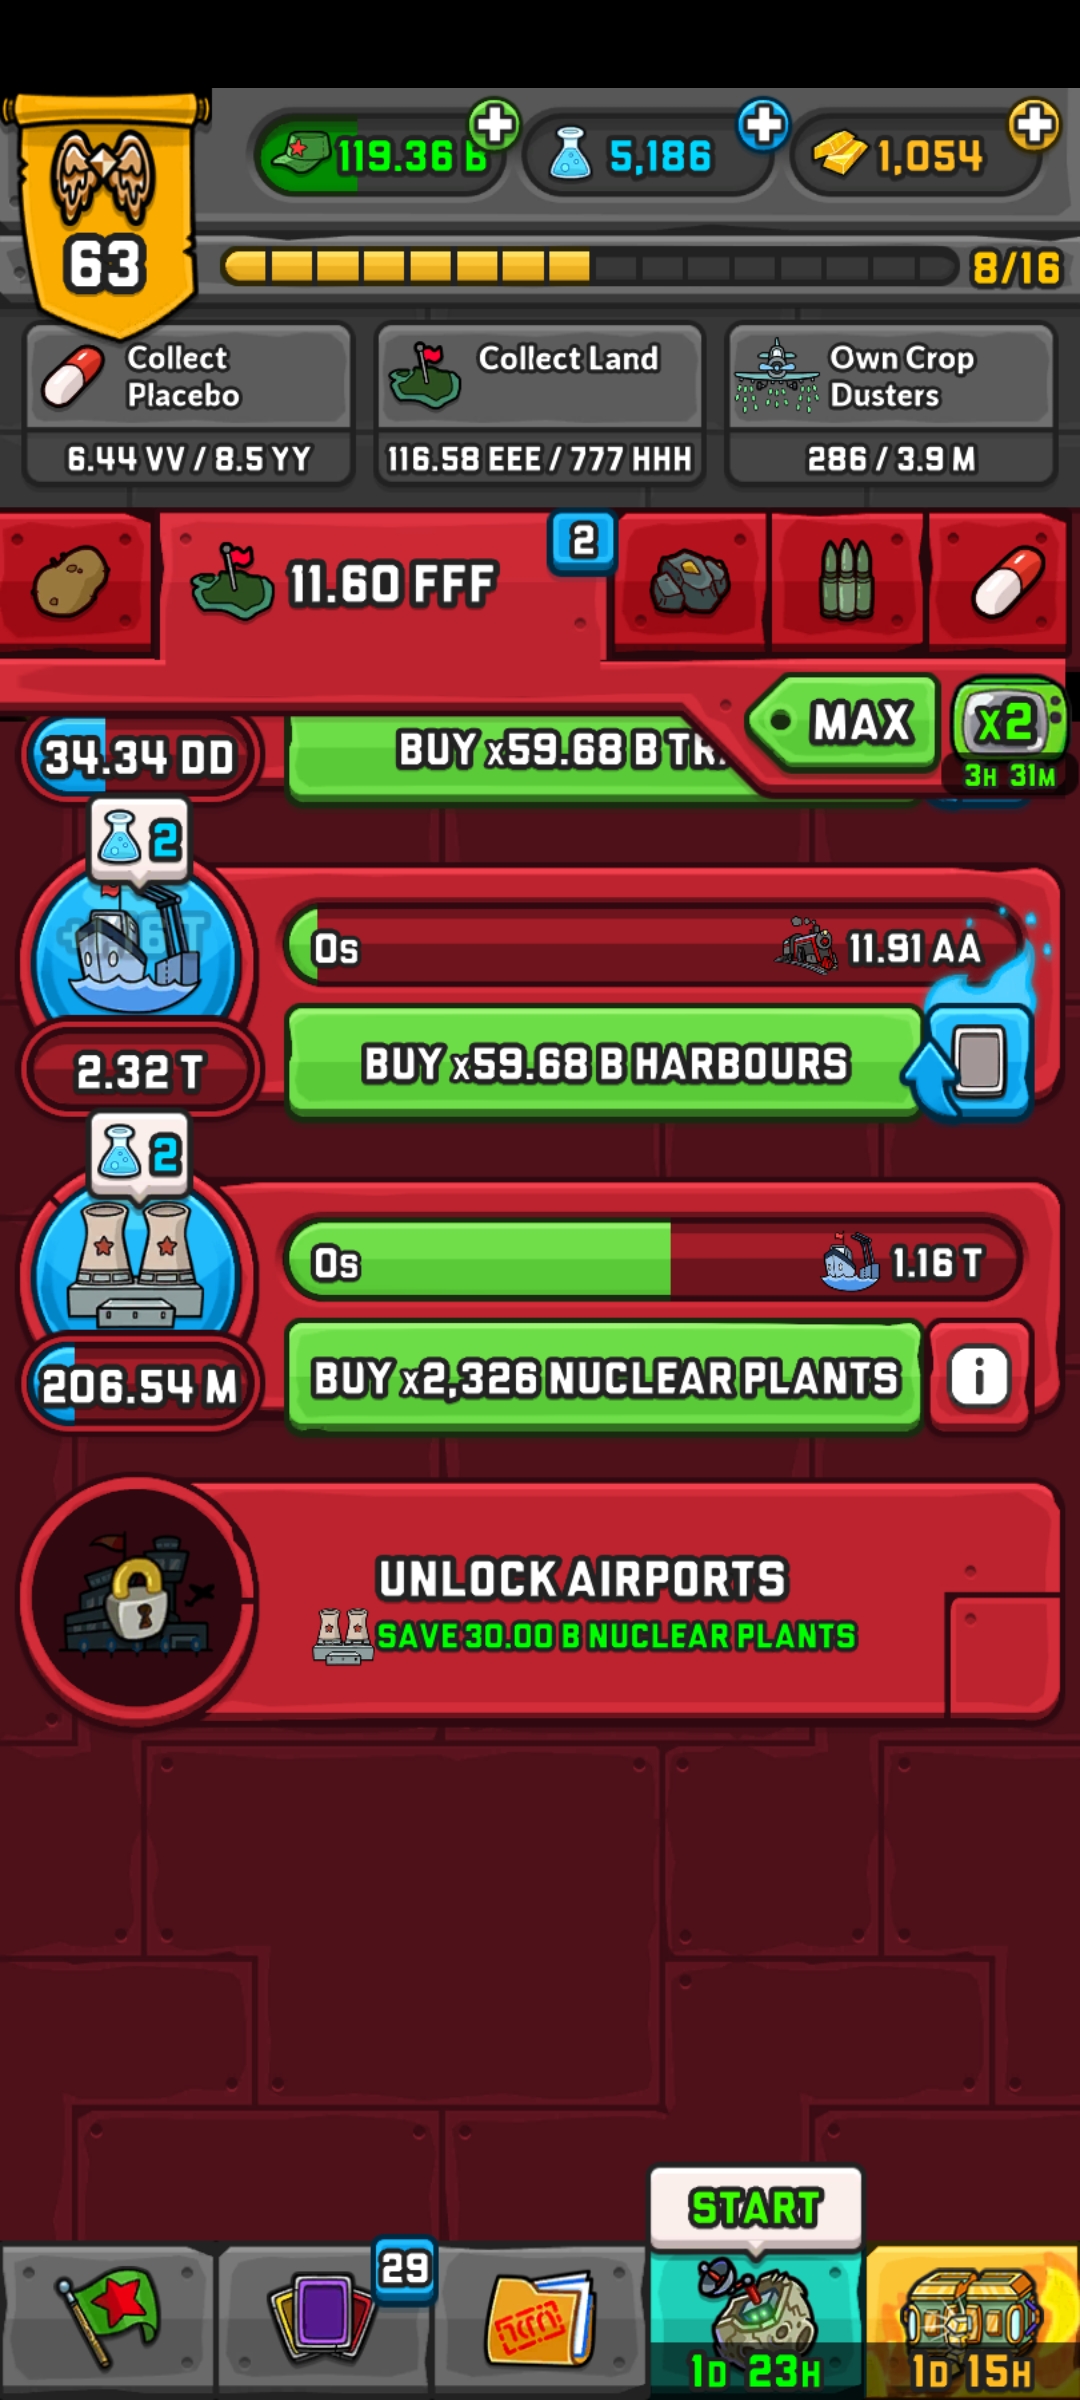 119.36 B
5,186
1,054
63
8/16
Collect
Placebo
6.44 VV / 8.5 YY
Collect Land
116.58 EEE / 777 HHH
Own Crop
Dusters
286 / 3.9 M
11.60 FFF
2
MAX
x2
3H 31M
34.34 DD
BUY x59.68 B TR
2
0s
11.91 AA
2.32 T
BUY x59.68 B HARBOURS
2
0s
1.16 T
206.54 M
BUY x2,326 NUCLEAR PLANTS
i
UNLOCK AIRPORTS
SAVE 30.00 B NUCLEAR PLANTS
START
29
1D 23H
1D 15H